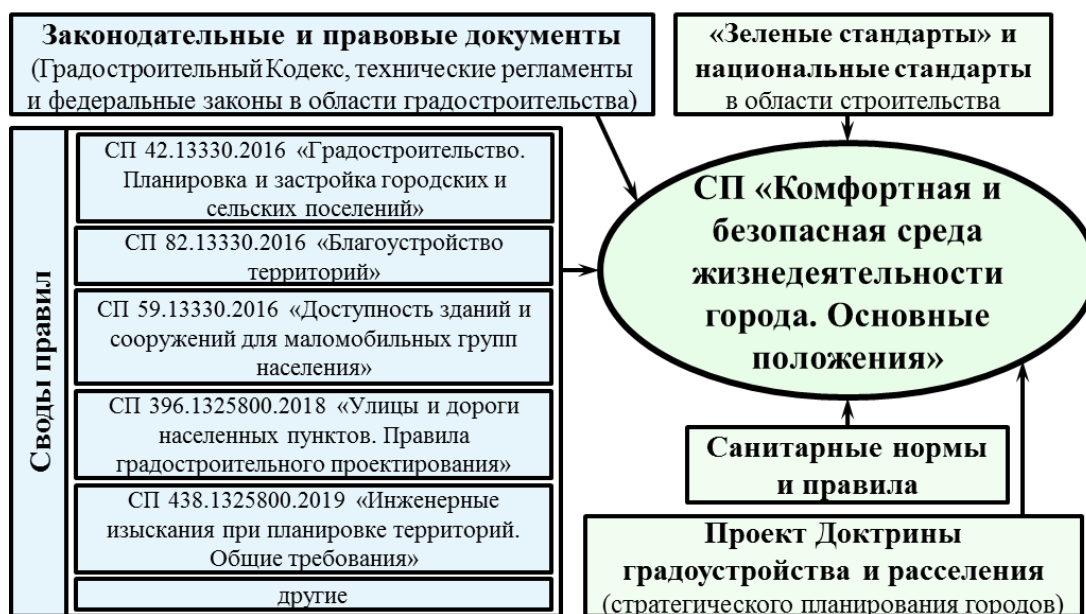 Законодательные и правовые документы
(Градостроительный Кодекс, технические регламенты
и федеральные законы в области градостроительства)
«Зеленые стандарты» и
национальные стандарты
в области строительства
Своды правил
СП 42.13330.2016 «Градостроительство.
Планировка и застройка городских и
сельских поселений»
СП 82.13330.2016 «Благоустройство
территорий»
СП 59.13330.2016 «Доступность зданий и
сооружений для маломобильных групп
населения»
СП 396.1325800.2018 «Улицы и дороги
населенных пунктов. Правила
градостроительного проектирования»
СП 438.1325800.2019 «Инженерные
изыскания при планировке территорий.
Общие требования»
другие
СП «Комфортная и
безопасная среда
жизнедеятельности
города. Основные
положения»
Санитарные нормы
и правила
Проект Доктрины
градоустройства и расселения
(стратегического планирования городов)